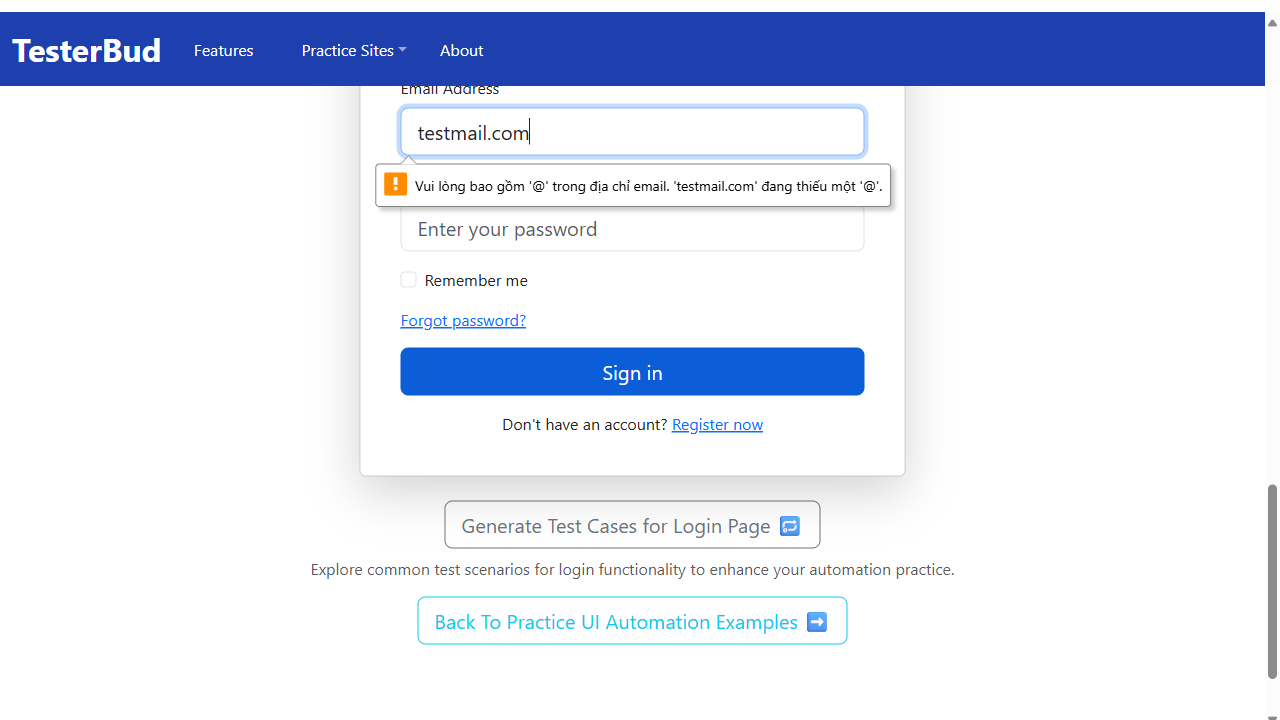 TesterBud Features Practice Sites About
Email Address
testmail.com
Vui lòng bao gồm '@' trong địa chỉ email. 'testmail.com' đang thiếu một '@'.
Enter your password
Remember me
Forgot password?
Sign in
Don't have an account? Register now
Generate Test Cases for Login Page
Explore common test scenarios for login functionality to enhance your automation practice.
Back To Practice UI Automation Examples